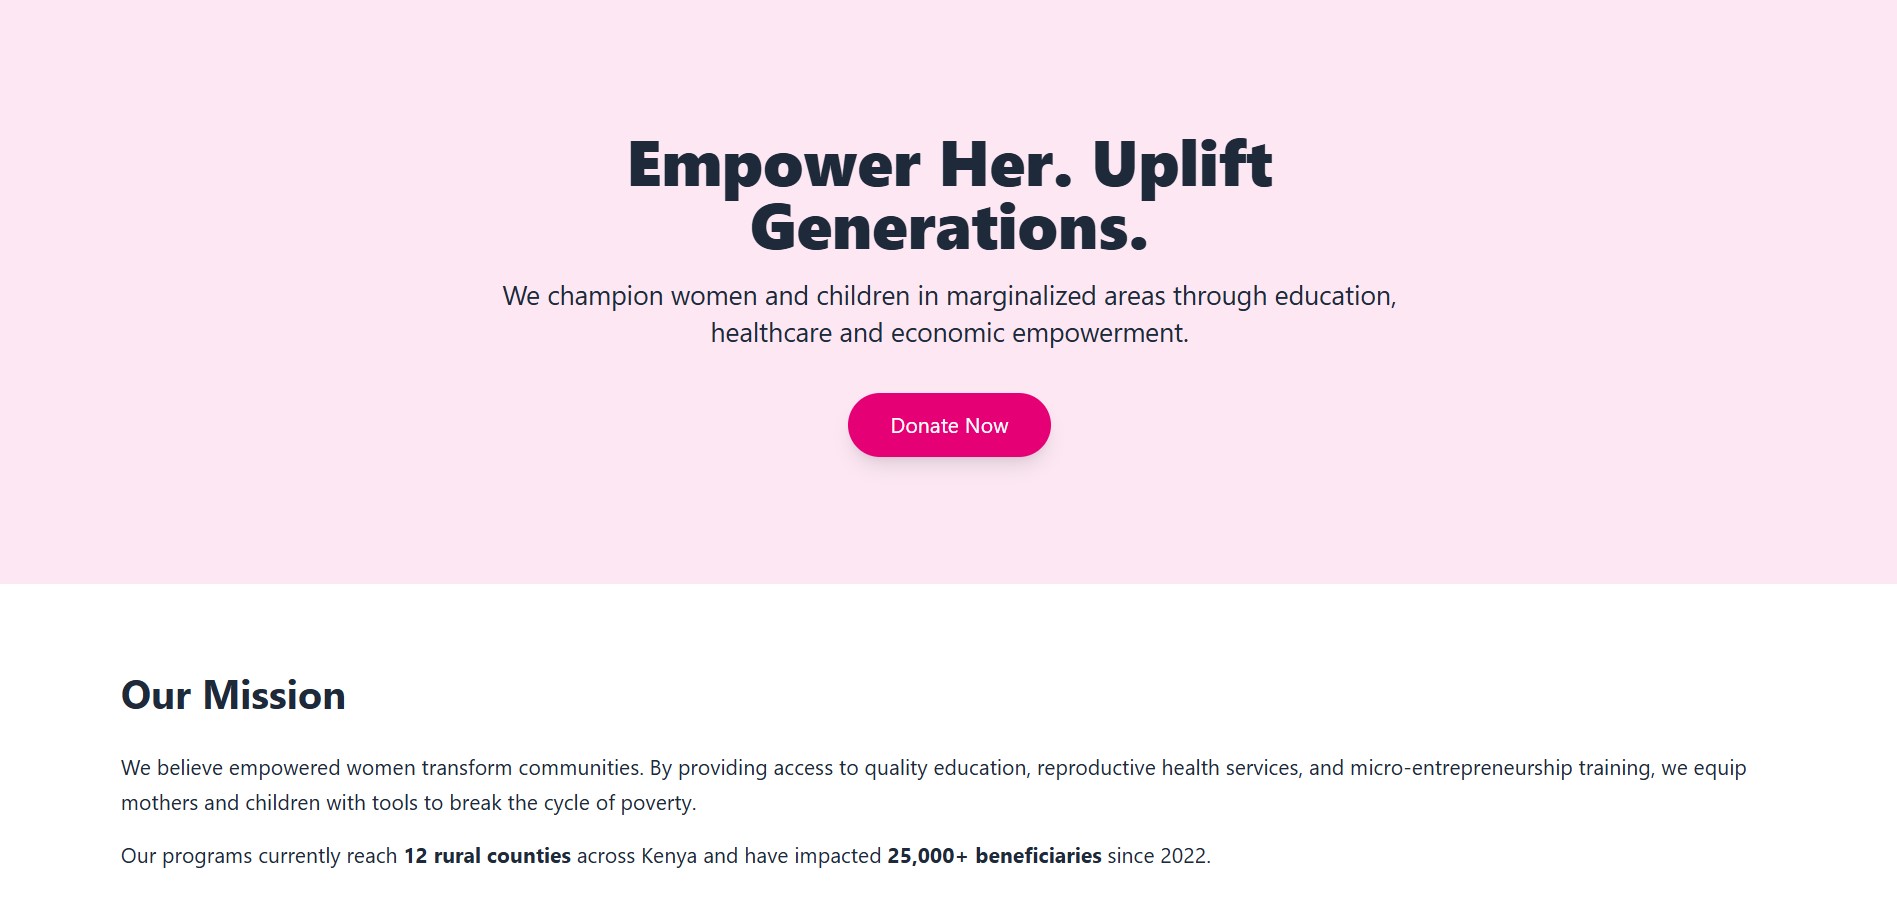 Empower Her. Uplift
Generations.
We champion women and children in marginalized areas through education,
healthcare and economic empowerment.
Donate Now
Our Mission
We believe empowered women transform communities. By providing access to quality education, reproductive health services, and micro-entrepreneurship training, we equip
mothers and children with tools to break the cycle of poverty.
Our programs currently reach 12 rural counties across Kenya and have impacted 25,000+ beneficiaries since 2022.